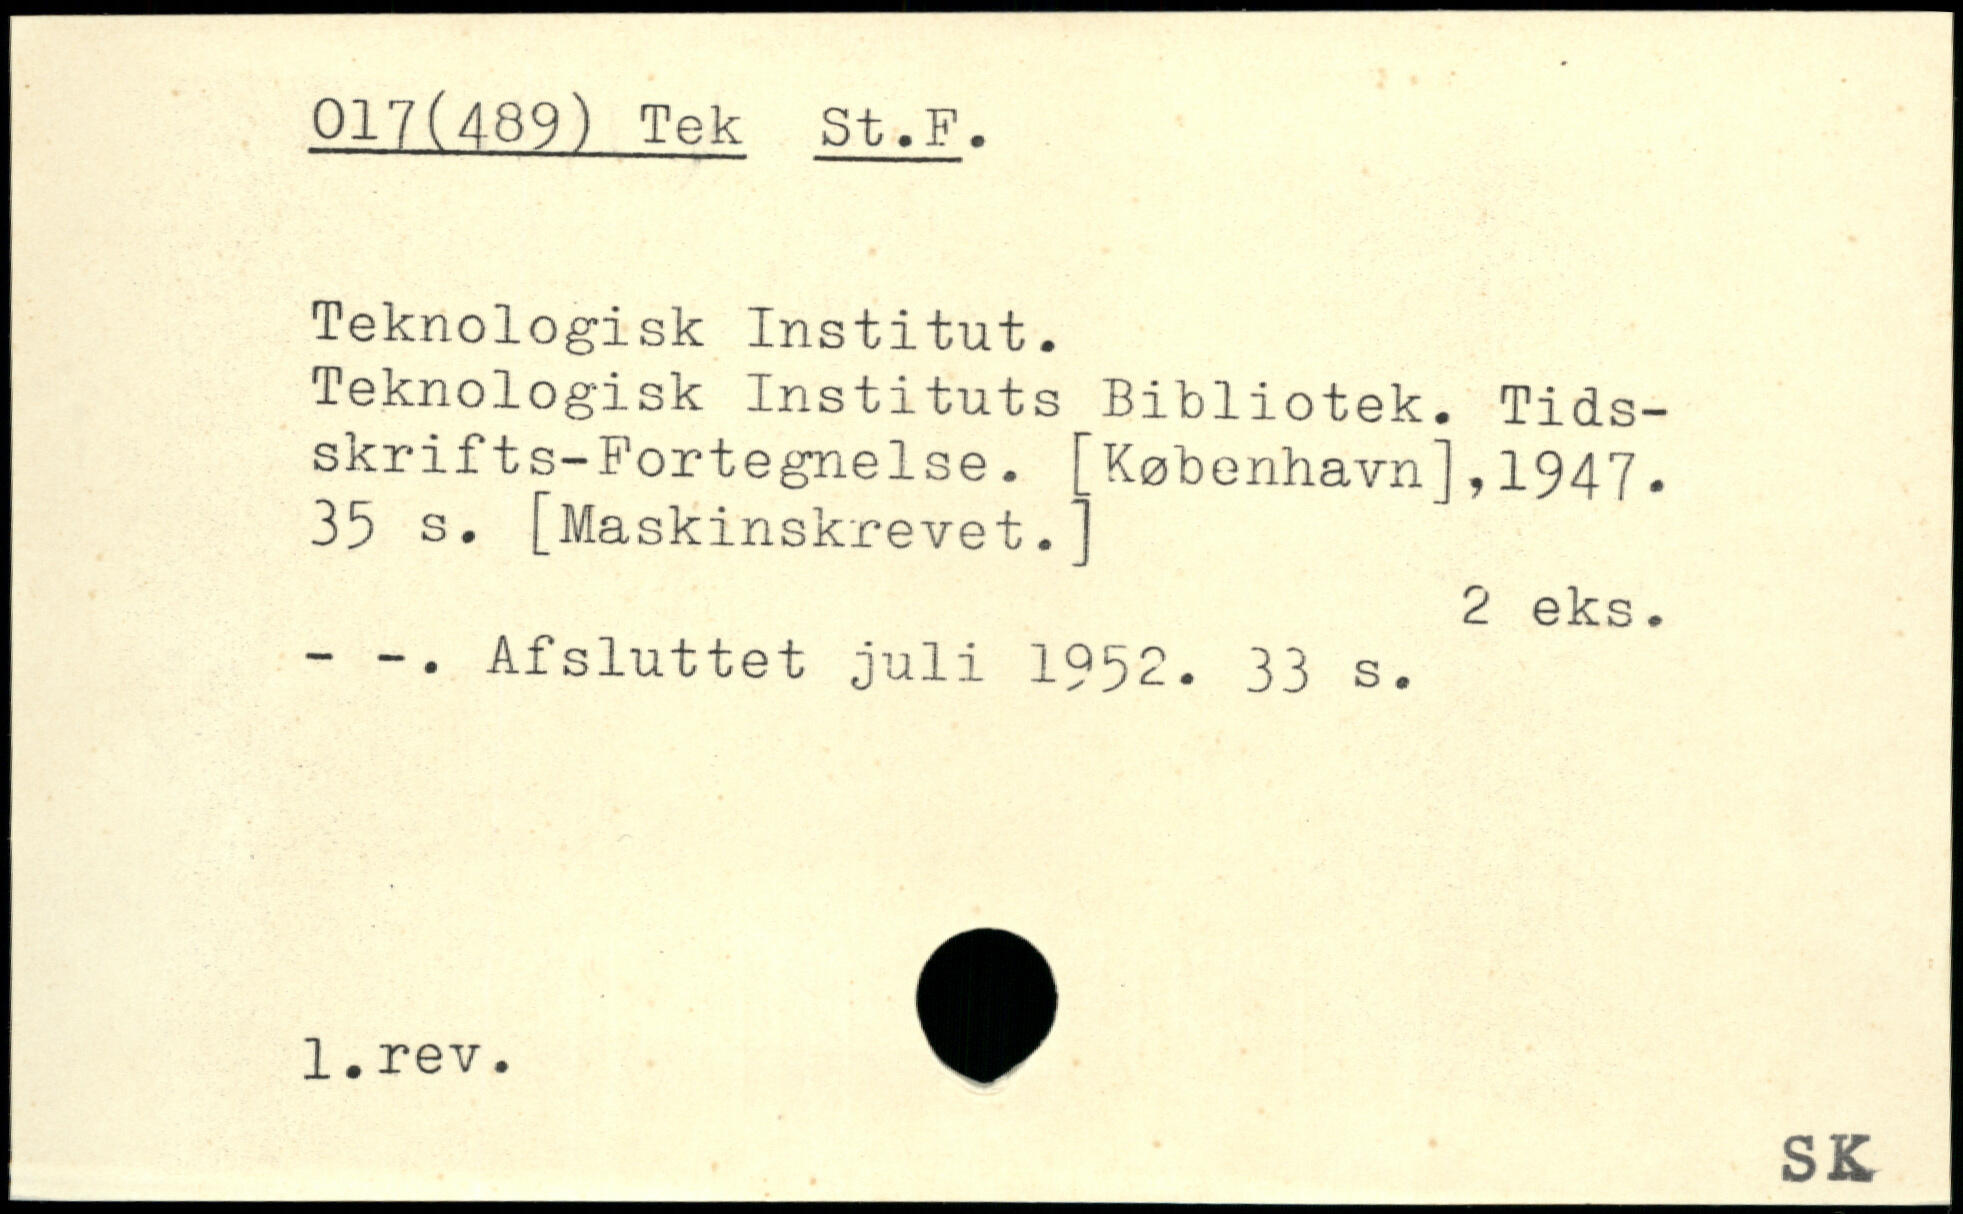 017(489) Tek St.F.
Teknologisk Institut.
Teknologisk Instituts Bibliotek. Tids-
skrifts-Fortegnelse. [København],1947.
35 s. [Maskinskrevet.]
2 eks.
- -. Afsluttet juli 1952. 33 s.
1.rev.
SK